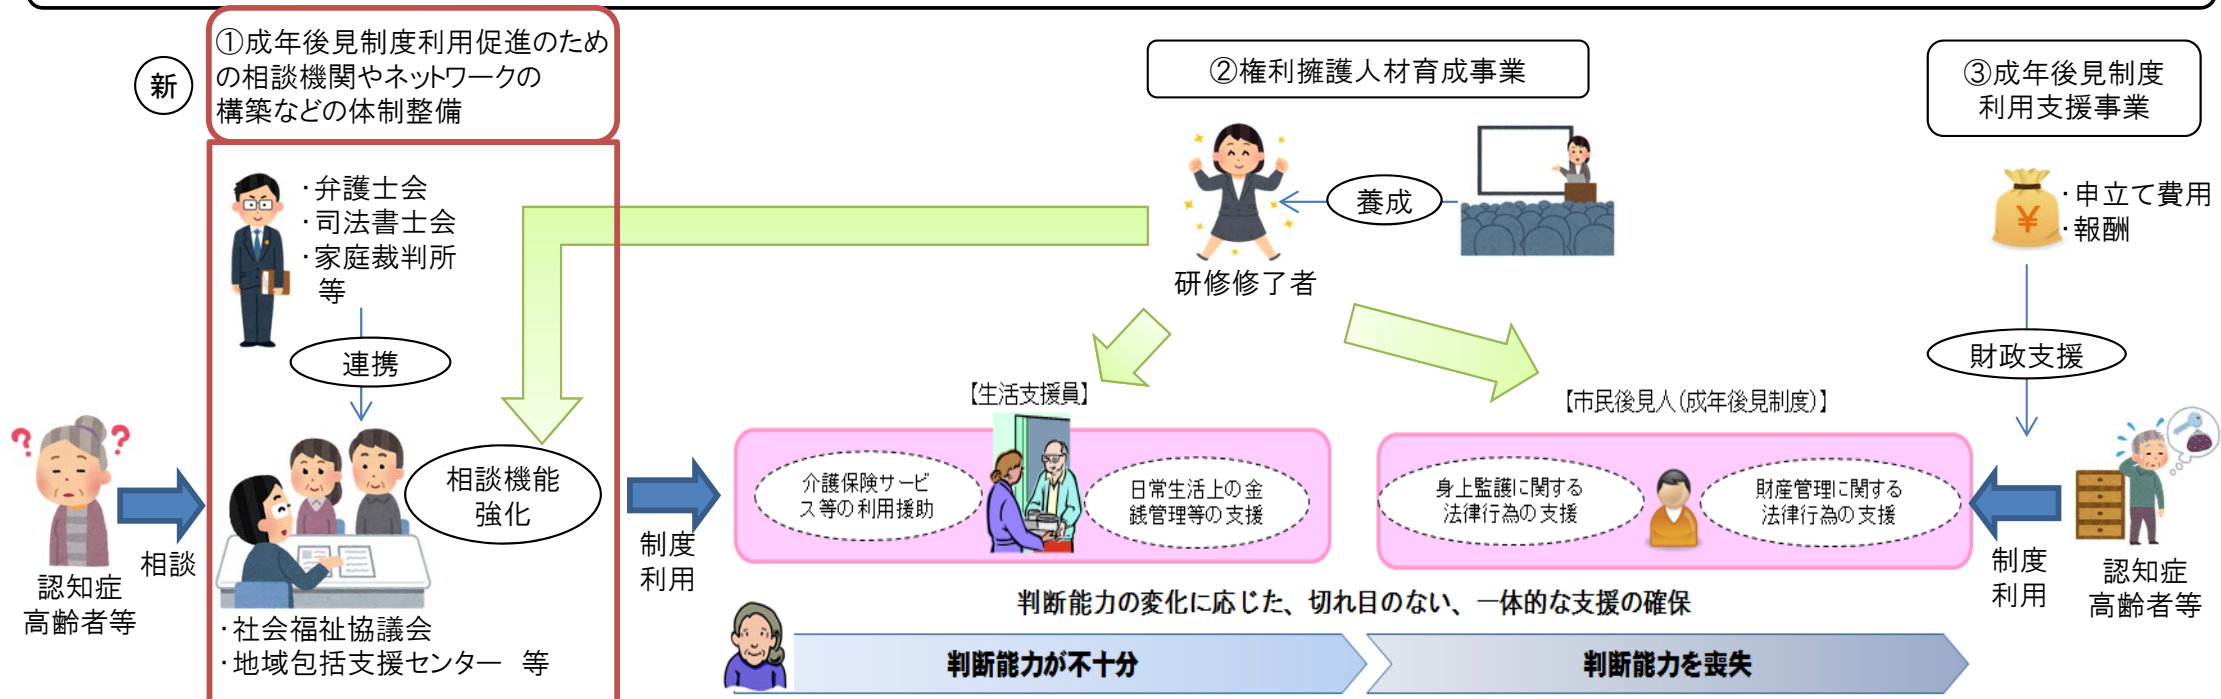 新
①成年後見制度利用促進のため
の相談機関やネットワークの
構築などの体制整備
・弁護士会
・司法書士会
・家庭裁判所
等
連携
相談機能
強化
認知症
高齢者等
相談
・社会福祉協議会
・地域包括支援センター 等
制度
利用
②権利擁護人材育成事業
養成
研修修了者
【生活支援員】
介護保険サービ
ス等の利用援助
日常生活上の金
銭管理等の支援
【市民後見人(成年後見制度)】
身上監護に関する
法律行為の支援
財産管理に関する
法律行為の支援
③成年後見制度
利用支援事業
¥
・申立て費用
・報酬
財政支援
制度
利用
認知症
高齢者等
判断能力の変化に応じた、切れ目のない、一体的な支援の確保
判断能力が不十分
判断能力を喪失